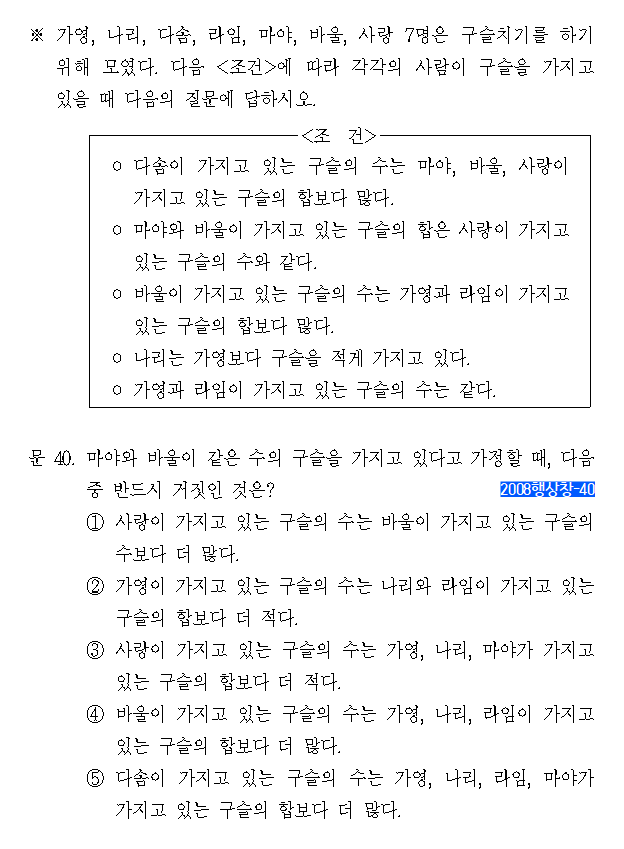 ※ 가영, 나리, 다솜, 라임, 마야, 바울, 사랑 7명은 구슬치기를 하기
위해 모였다. 다음 <조건>에 따라 각각의 사람이 구슬을 가지고
있을 때 다음의 질문에 답하시오.
<조 건>
○ 다솜이 가지고 있는 구슬의 수는 마야, 바울, 사랑이
가지고 있는 구슬의 합보다 많다.
○ 마야와 바울이 가지고 있는 구슬의 합은 사랑이 가지고
있는 구슬의 수와 같다.
○ 바울이 가지고 있는 구슬의 수는 가영과 라임이 가지고
있는 구슬의 합보다 많다.
○ 나리는 가영보다 구슬을 적게 가지고 있다.
○ 가영과 라임이 가지고 있는 구슬의 수는 같다.
문 40. 마야와 바울이 같은 수의 구슬을 가지고 있다고 가정할 때, 다음
중 반드시 거짓인 것은? 2008행상창-40
① 사랑이 가지고 있는 구슬의 수는 바울이 가지고 있는 구슬의
수보다 더 많다.
② 가영이 가지고 있는 구슬의 수는 나리와 라임이 가지고 있는
구슬의 합보다 더 적다.
③ 사랑이 가지고 있는 구슬의 수는 가영, 나리, 마야가 가지고
있는 구슬의 합보다 더 적다.
④ 바울이 가지고 있는 구슬의 수는 가영, 나리, 라임이 가지고
있는 구슬의 합보다 더 많다.
⑤ 다솜이 가지고 있는 구슬의 수는 가영, 나리, 라임, 마야가
가지고 있는 구슬의 합보다 더 많다.